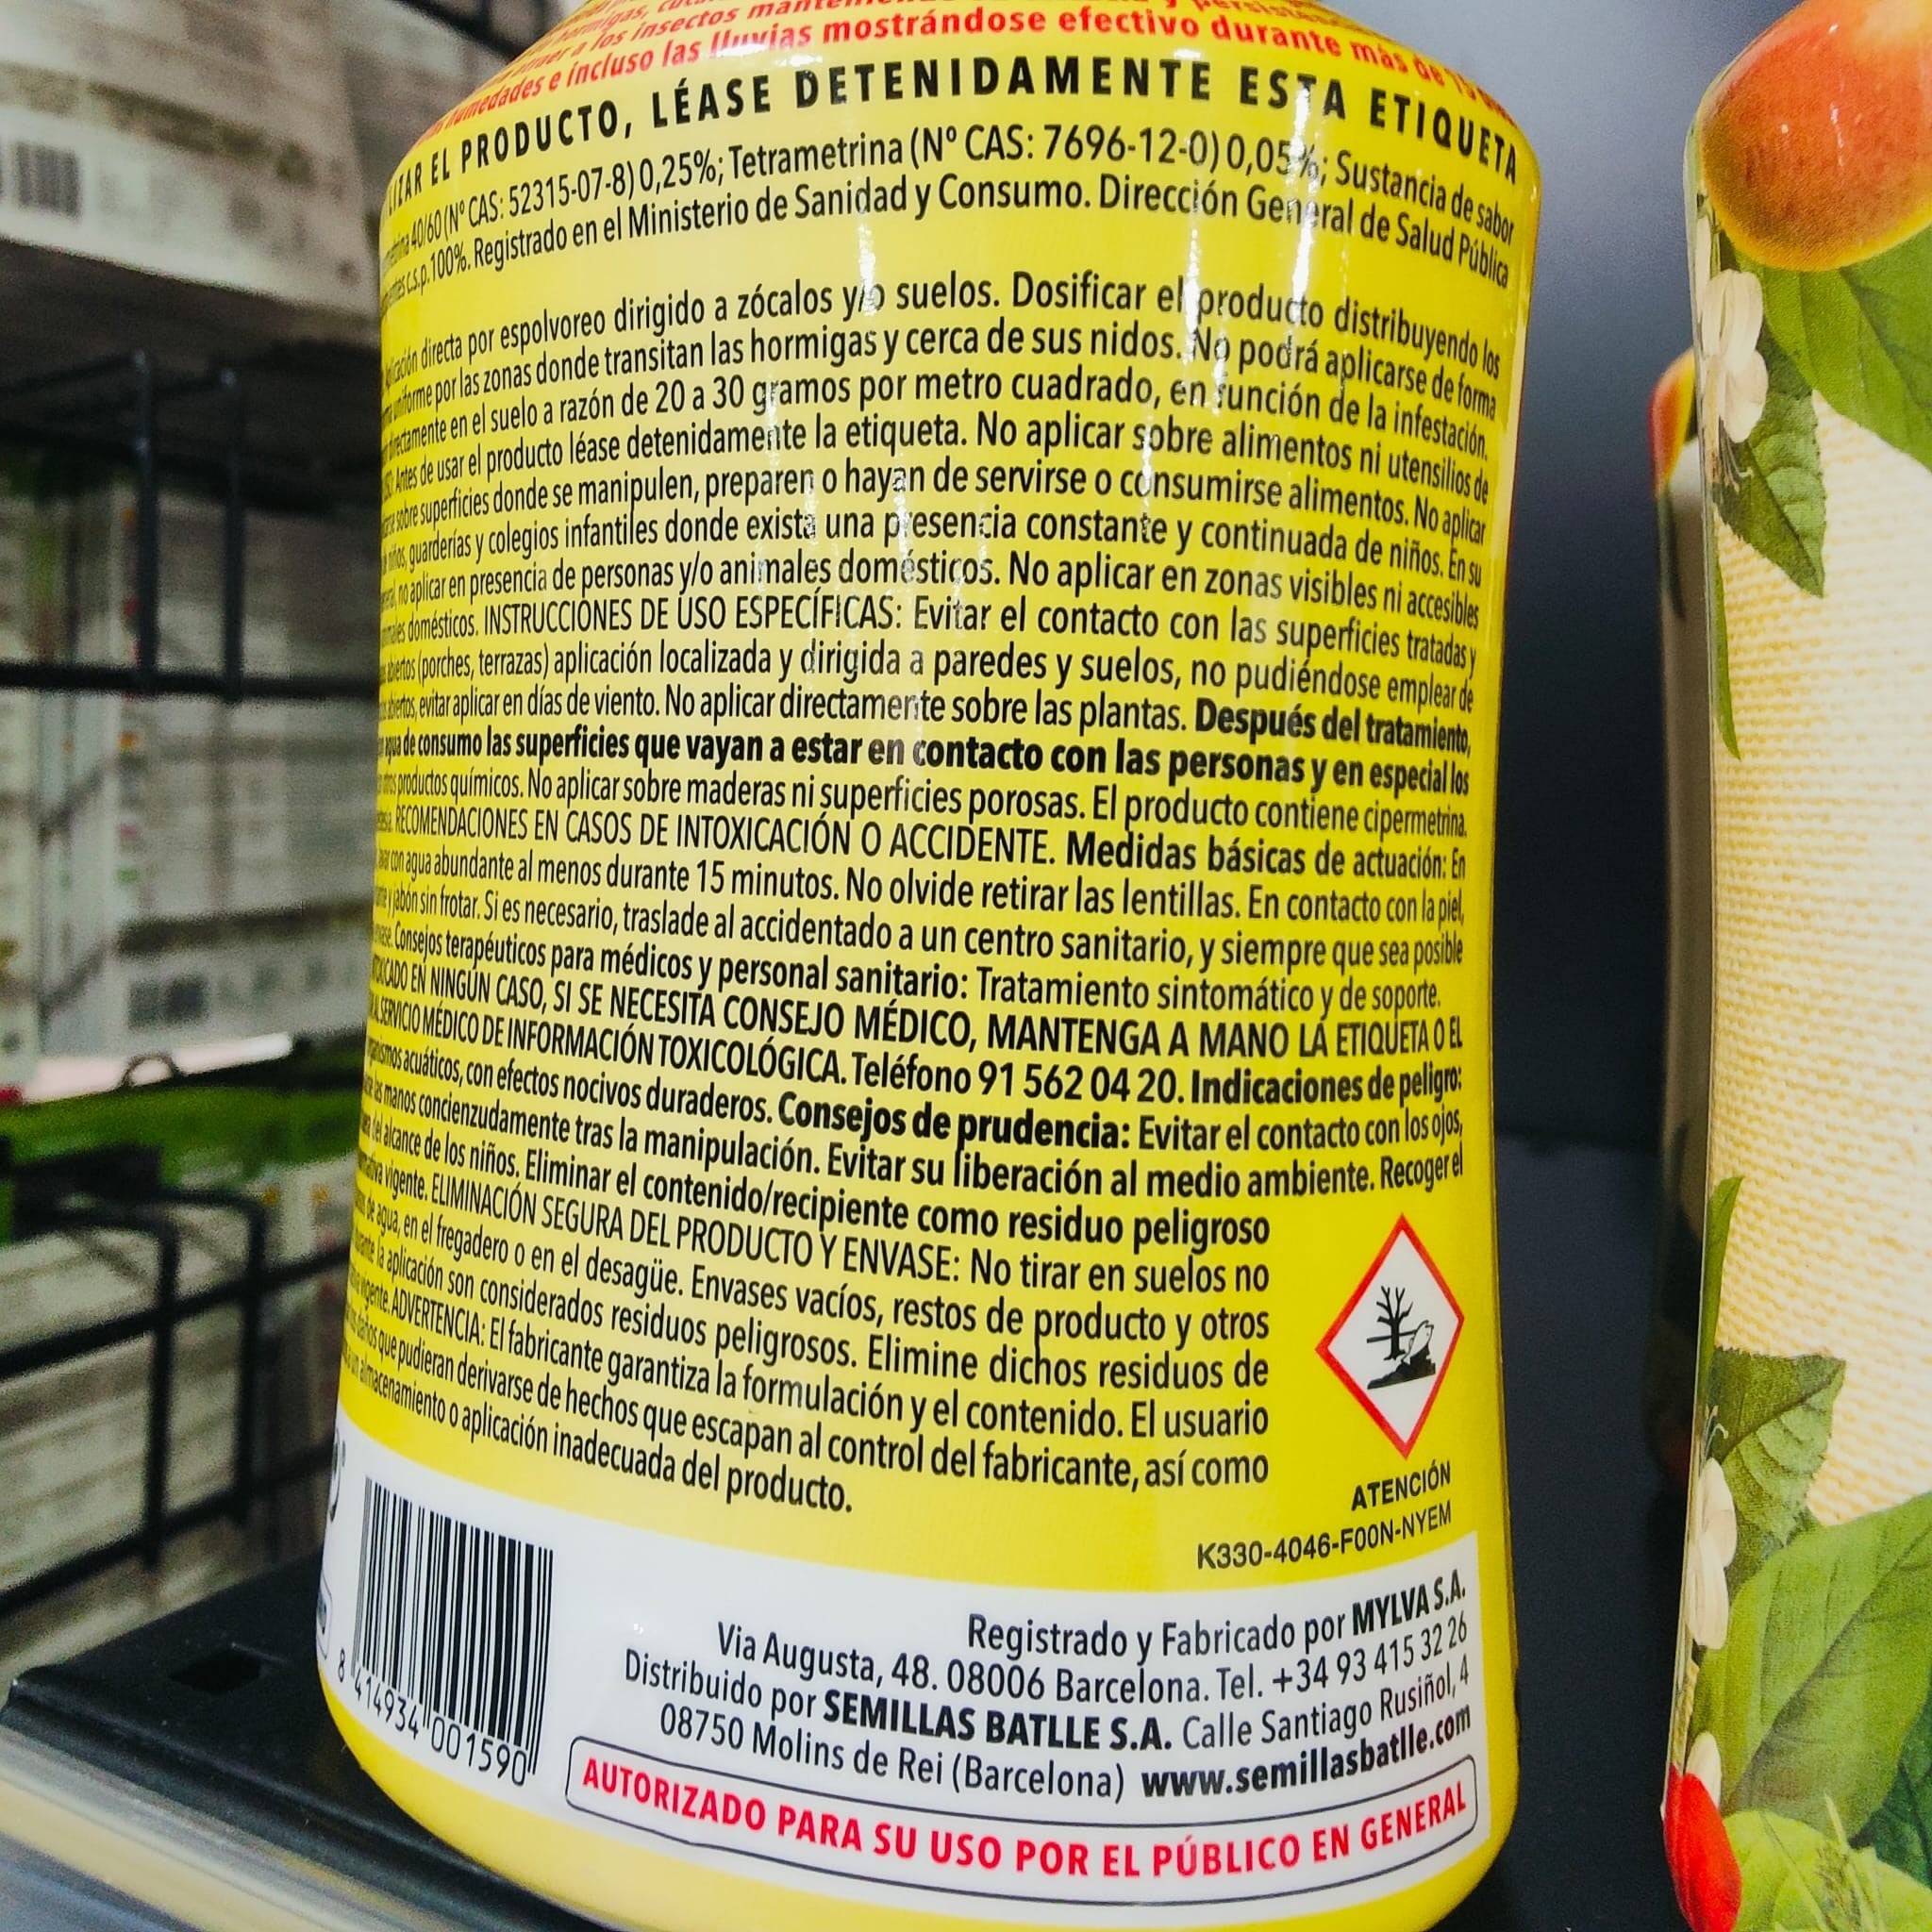 hormigas,
a los insectos
humedades e incluso las lluvias mostrándose efectivo durante más de 15
EL PRODUCTO, LÉASE DETENIDAMENTE ESTA ETIQUETA
40/60 (Nº CAS: 52315-07-8) 0,25%; Tetrametrina (Nº CAS: 7696-12-0) 0,05%; Sustancia de sabor
c.s.p. 100%. Registrado en el Ministerio de Sanidad y Consumo. Dirección General de Salud Pública
directa por espolvoreo dirigido a zócalos y/o suelos. Dosificar el producto distribuyendo los
uniforme por las zonas donde transitan las hormigas y cerca de sus nidos. No podrá aplicarse de forma
directamente en el suelo a razón de 20 a 30 gramos por metro cuadrado, en función de la infestación.
Antes de usar el producto léase detenidamente la etiqueta. No aplicar sobre alimentos ni utensilios de
sobre superficies donde se manipulen, preparen o hayan de servirse o consumirse alimentos. No aplicar
niños, guarderías y colegios infantiles donde exista una presencia constante y continuada de niños. En su
no aplicar en presencia de personas y/o animales domésticos. No aplicar en zonas visibles ni accesibles
domésticos. INSTRUCCIONES DE USO ESPECÍFICAS: Evitar el contacto con las superficies tratadas y
abiertos (porches, terrazas) aplicación localizada y dirigida a paredes y suelos, no pudiéndose emplear de
abiertos, evitar aplicar en días de viento. No aplicar directamente sobre las plantas. Después del tratamiento,
agua de consumo las superficies que vayan a estar en contacto con las personas y en especial los
productos químicos. No aplicar sobre maderas ni superficies porosas. El producto contiene cipermetrina.
RECOMENDACIONES EN CASOS DE INTOXICACIÓN O ACCIDENTE. Medidas básicas de actuación: En
con agua abundante al menos durante 15 minutos. No olvide retirar las lentillas. En contacto con la piel,
y jabón sin frotar. Si es necesario, traslade al accidentado a un centro sanitario, y siempre que sea posible
Consejos terapéuticos para médicos y personal sanitario: Tratamiento sintomático y de soporte.
EN NINGÚN CASO, SI SE NECESITA CONSEJO MÉDICO, MANTENGA A MANO LA ETIQUETA O EL
AL SERVICIO MÉDICO DE INFORMACIÓN TOXICOLÓGICA. Teléfono 91 562 04 20. Indicaciones de peligro:
acuáticos, con efectos nocivos duraderos. Consejos de prudencia: Evitar el contacto con los ojos,
las manos concienzudamente tras la manipulación. Evitar su liberación al medio ambiente. Recoger el
del alcance de los niños. Eliminar el contenido/recipiente como residuo peligroso
vigente. ELIMINACIÓN SEGURA DEL PRODUCTO Y ENVASE: No tirar en suelos no
de agua, en el fregadero o en el desagüe. Envases vacíos, restos de producto y otros
la aplicación son considerados residuos peligrosos. Elimine dichos residuos de
vigente. ADVERTENCIA: El fabricante garantiza la formulación y el contenido. El usuario
daños que pudieran derivarse de hechos que escapan al control del fabricante, así como
almacenamiento o aplicación inadecuada del producto.
ATENCIÓN
K330-4046-F00N-NYEM
Registrado y Fabricado por MYLVA S.A.
Via Augusta, 48. 08006 Barcelona. Tel. +34 93 415 32 26
Distribuido por SEMILLAS BATLLE S.A. Calle Santiago Rusiñol, 4
08750 Molins de Rei (Barcelona) www.semillasbatlle.com
8 414934 001590
AUTORIZADO PARA SU USO POR EL PÚBLICO EN GENERAL